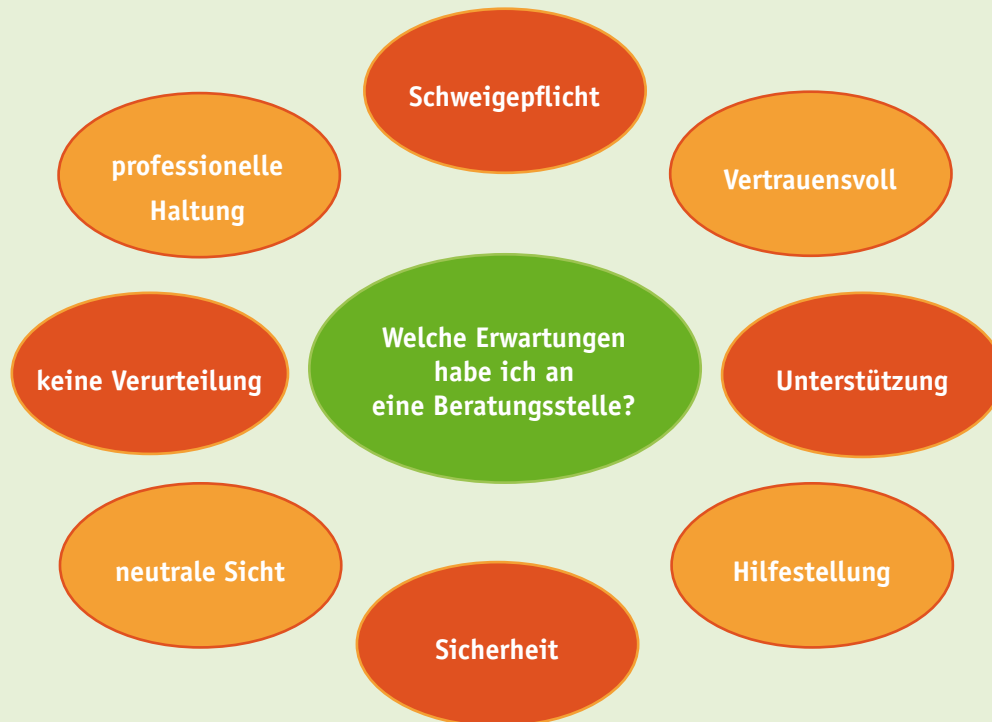 Schweigepflicht
professionelle
Haltung
Vertrauensvoll
Welche Erwartungen
habe ich an
eine Beratungsstelle?
keine Verurteilung
Unterstützung
neutrale Sicht
Hilfestellung
Sicherheit